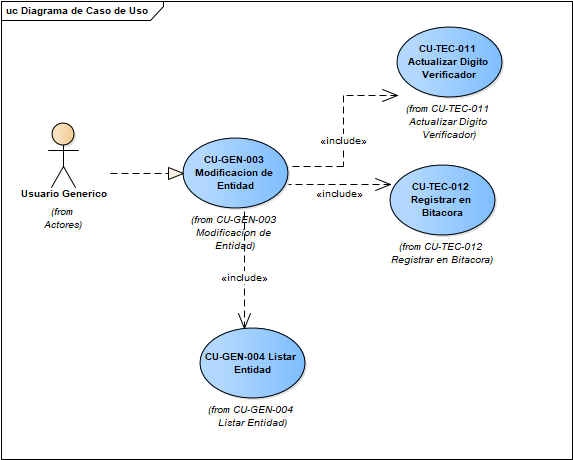 uc Diagrama de Caso de Uso
CU-TEC-011
Actualizar Digito
Verificador
(from CU-TEC-011
Actualizar Digito
Verificador)
«include»
Usuario Generico
(from
Actores)
CU-GEN-003
Modificacion de
Entidad
(from CU-GEN-003
Modificacion de
Entidad)
«include»
CU-TEC-012
Registrar en
Bitacora
(from CU-TEC-012
Registrar en Bitacora)
«include»
CU-GEN-004 Listar
Entidad
(from CU-GEN-004
Listar Entidad)